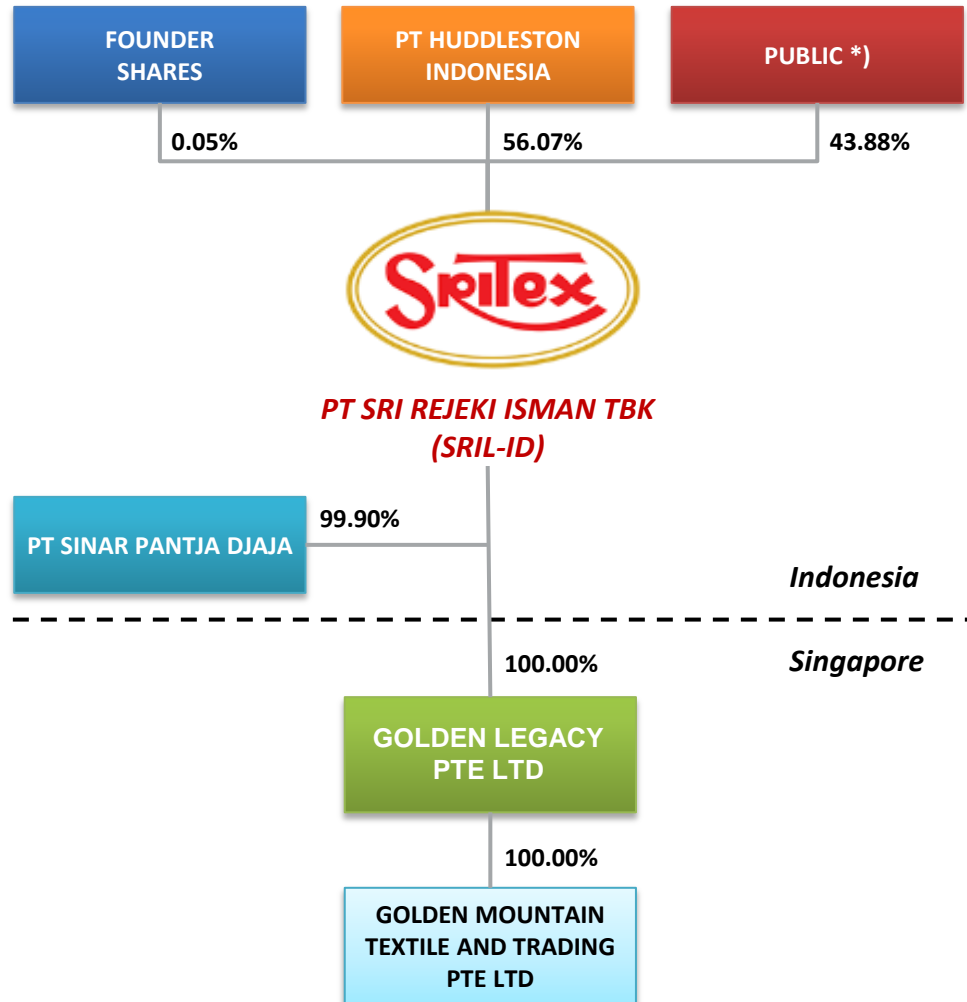 FOUNDER
SHARES
PT HUDDLESTON
INDONESIA
PUBLIC *)
0.05%
56.07%
43.88%
SRITex
PT SRI REJEKI ISMAN TBK
(SRIL-ID)
99.90%
PT SINAR PANTJA DJAJA
Indonesia
Singapore
100.00%
GOLDEN LEGACY
PTE LTD
100.00%
GOLDEN MOUNTAIN
TEXTILE AND TRADING
PTE LTD